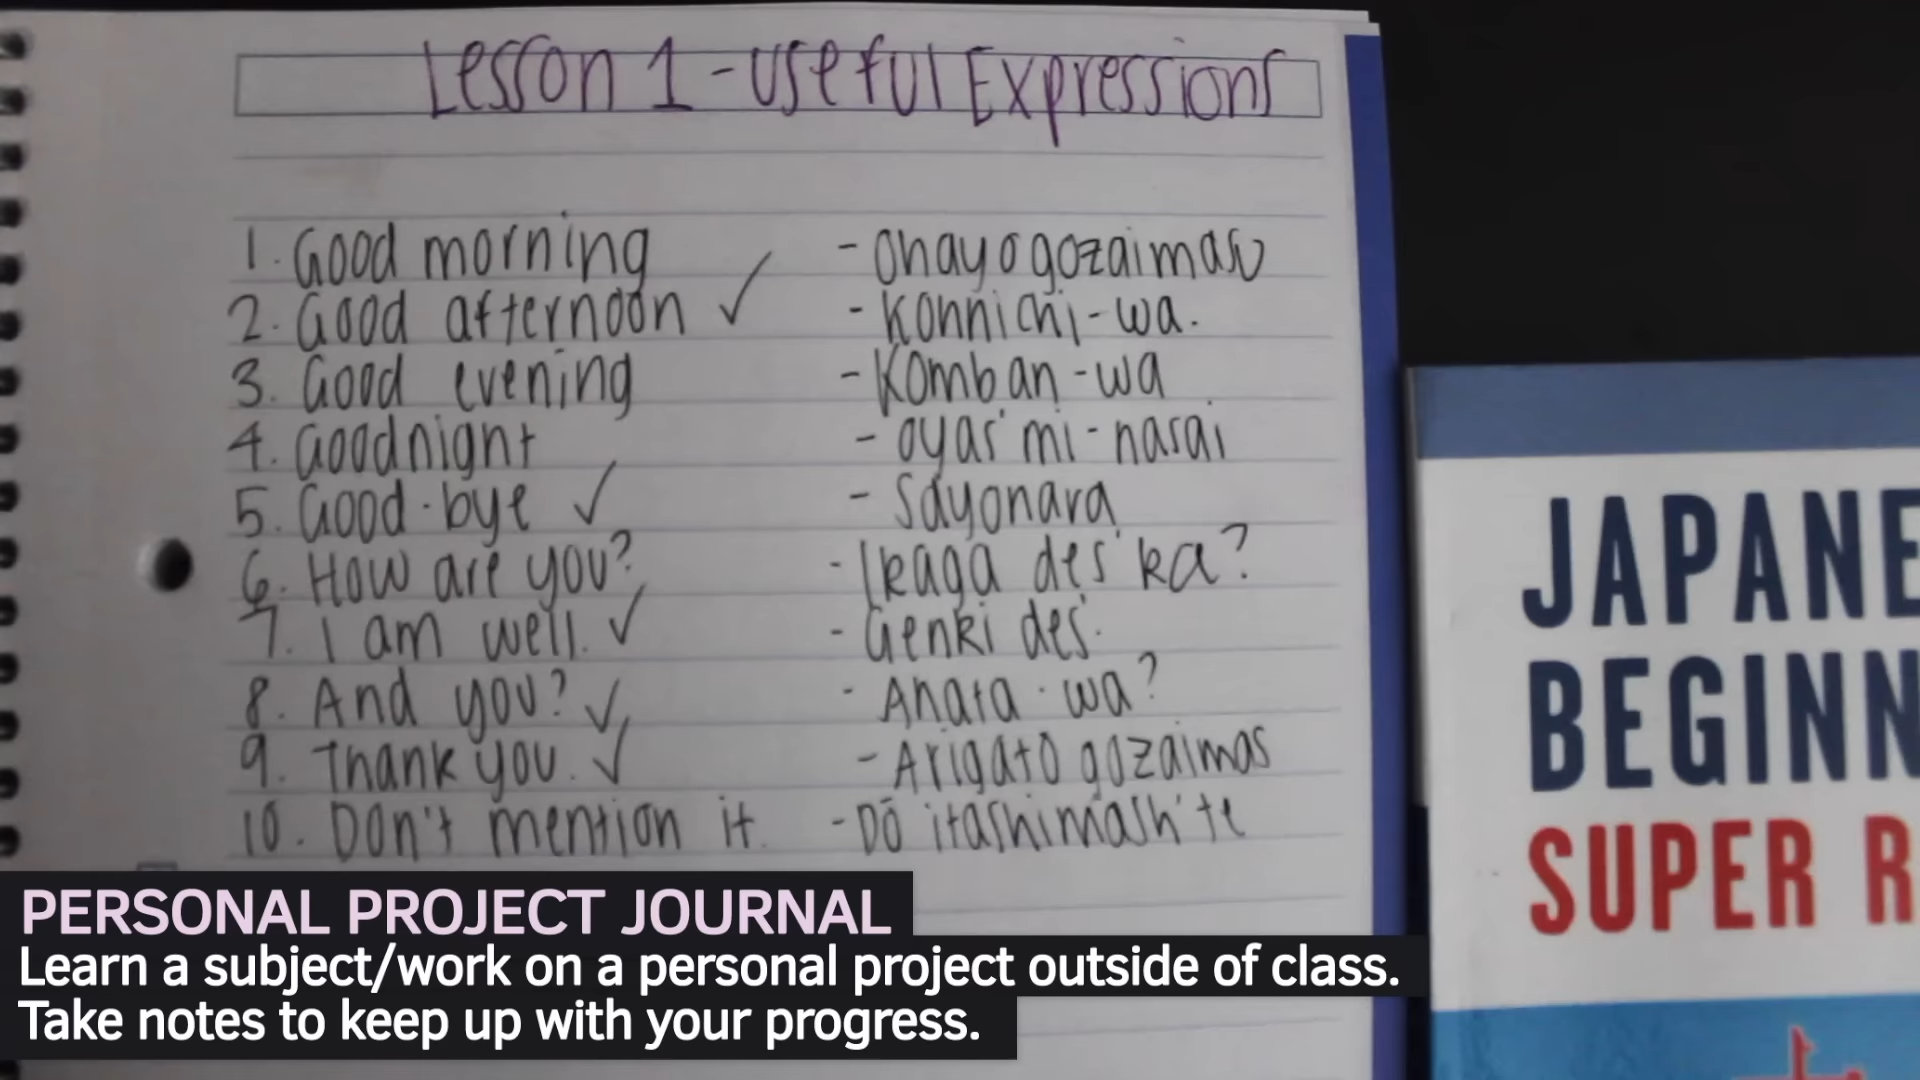 Lesson 1 - Useful Expressions
1. Good morning - Ohayo gozaimasu
2. Good afternoon ✓ - Konnichi-wa.
3. Good evening - Komban-wa
4. Goodnight - oyas'mi-nasai
5. Good-bye ✓ - Sayonara
6. How are you? - Ikaga des' ka?
7. I am well. ✓ - Genki des'.
8. And you? ✓ - Anata-wa?
9. Thank you. ✓ - Arigato gozaimas
10. Don't mention it. - Dō itashimash'te
JAPANE
BEGINN
SUPER R
PERSONAL PROJECT JOURNAL
Learn a subject/work on a personal project outside of class.
Take notes to keep up with your progress.